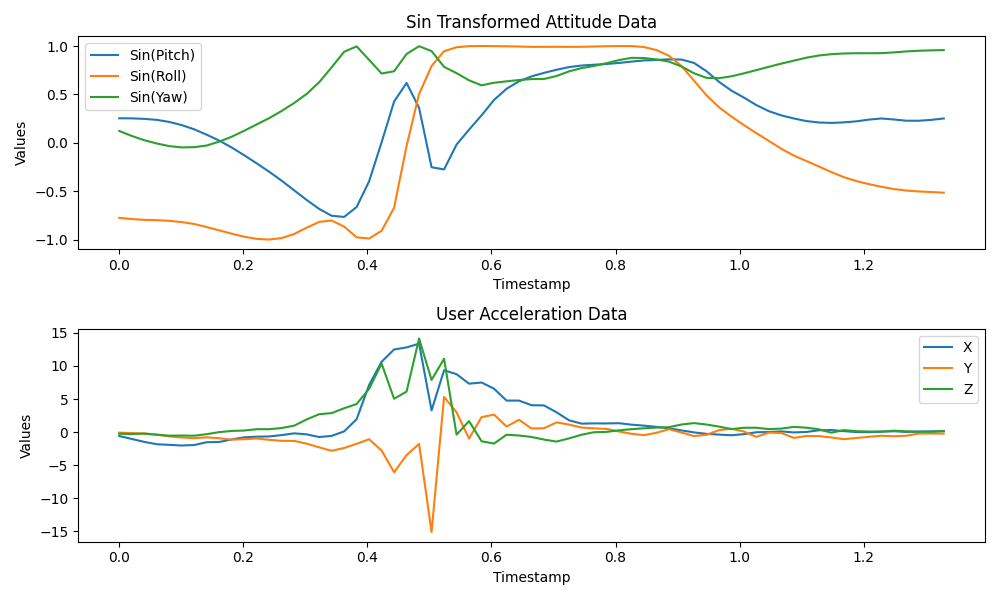 Sin Transformed Attitude Data
Values
1.0
0.5
0.0
−0.5
−1.0
Sin(Pitch)
Sin(Roll)
Sin(Yaw)
0.0 0.2 0.4 0.6 0.8 1.0 1.2
Timestamp
User Acceleration Data
Values
15
10
5
0
−5
−10
−15
X
Y
Z
0.0 0.2 0.4 0.6 0.8 1.0 1.2
Timestamp